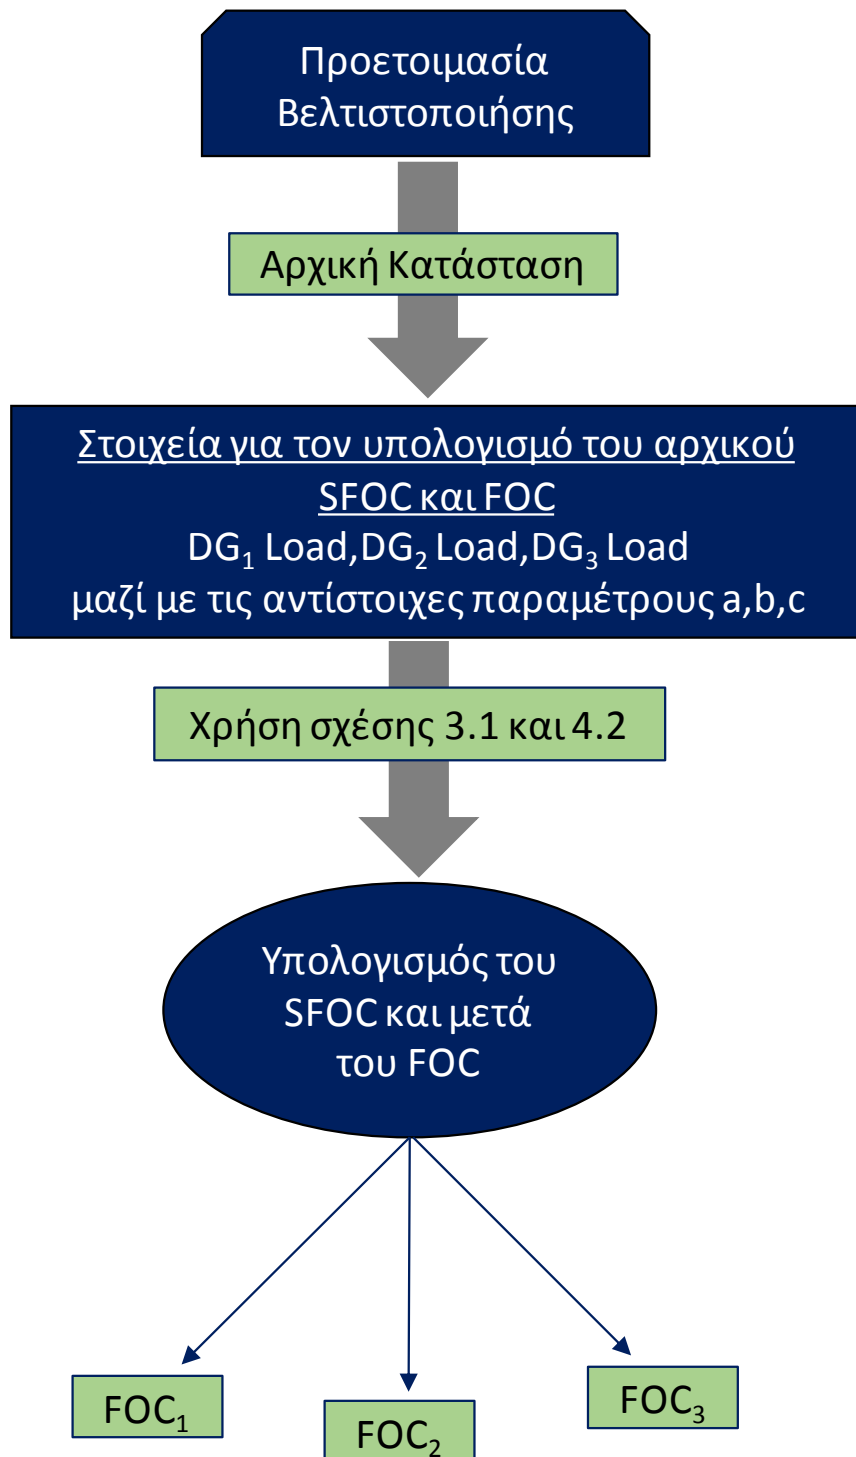 Προετοιμασία
Βελτιστοποιήσης
Αρχική Κατάσταση
Στοιχεία για τον υπολογισμό του αρχικού
SFOC και FOC
DG₁ Load,DG₂ Load,DG₃ Load
μαζί με τις αντίστοιχες παραμέτρους a,b,c
Χρήση σχέσης 3.1 και 4.2
Υπολογισμός του
SFOC και μετά
του FOC
FOC₁
FOC₂
FOC₃